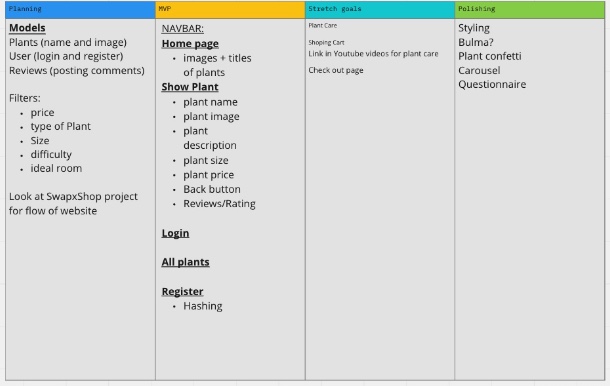 Planning
Models
Plants (name and image)
User (login and register)
Reviews (posting comments)
Filters:
• price
• type of Plant
• Size
• difficulty
• ideal room
Look at SwapxShop project
for flow of website
MVP
NAVBAR:
Home page
• images + titles
of plants
Show Plant
• plant name
• plant image
• plant
description
• plant size
• plant price
• Back button
• Reviews/Rating
Login
All plants
Register
• Hashing
Stretch goals
Plant Care
Shoping Cart
Link in Youtube videos for plant care
Check out page
Polishing
Styling
Bulma?
Plant confetti
Carousel
Questionnaire